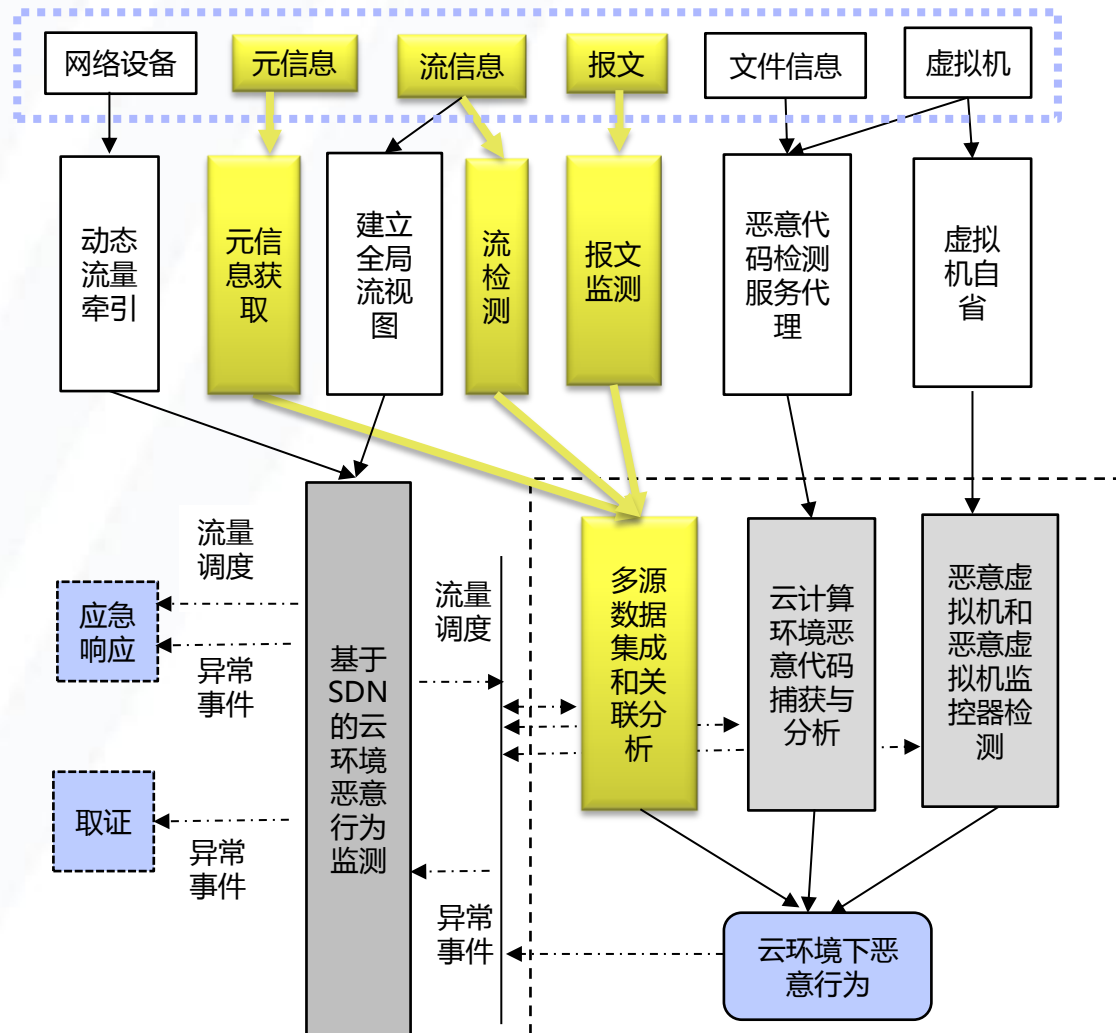 网络设备
元信息
流信息
报文
文件信息
虚拟机
动态
流量
牵引
元信
息获
取
建立
全局
流视
图
流
检
测
报文
监测
恶意代
码检测
服务代
理
虚拟
机自
省
流量
调度
应急
响应
异常
事件
取证
异常
事件
基于
SDN
的云
环境
恶意
行为
监测
流量
调度
异常
事件
多源
数据
集成
和关
联分
析
云计算
环境恶
意代码
捕获与
分析
恶意虚
拟机和
恶意虚
拟机监
控器检
测
云环境下恶
意行为